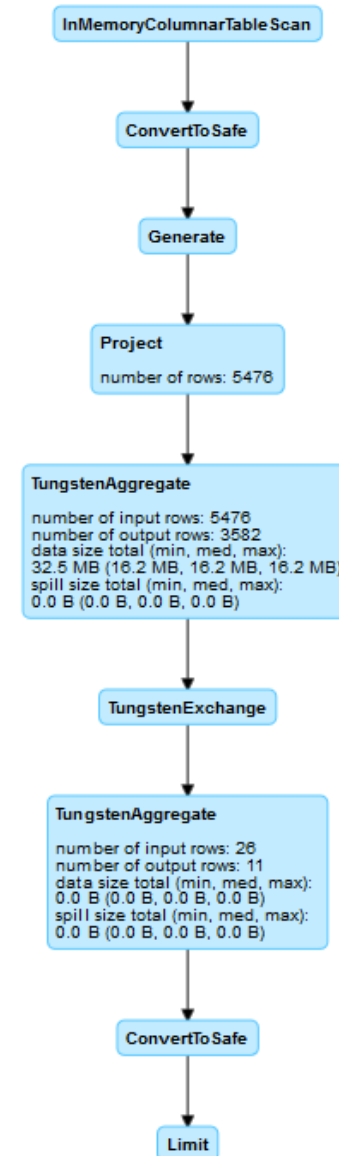 InMemoryColumnarTableScan
ConvertToSafe
Generate
Project
number of rows: 5476
TungstenAggregate
number of input rows: 5476
number of output rows: 3582
data size total (min, med, max):
32.5 MB (16.2 MB, 16.2 MB, 16.2 MB)
spill size total (min, med, max):
0.0 B (0.0 B, 0.0 B, 0.0 B)
TungstenExchange
TungstenAggregate
number of input rows: 26
number of output rows: 11
data size total (min, med, max):
0.0 B (0.0 B, 0.0 B, 0.0 B)
spill size total (min, med, max):
0.0 B (0.0 B, 0.0 B, 0.0 B)
ConvertToSafe
Limit